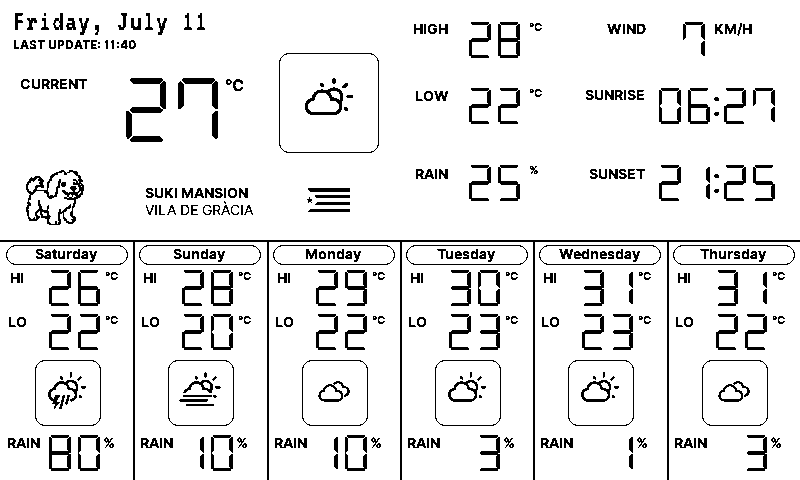 Friday, July 11
LAST UPDATE: 11:40
CURRENT 27 °C
HIGH 28 °C
LOW 22 °C
RAIN 25 %
WIND 7 KM/H
SUNRISE 06:27
SUNSET 21:25
SUKI MANSION
VILA DE GRÀCIA
Saturday
HI 26 °C
LO 22 °C
RAIN 80 %
Sunday
HI 28 °C
LO 20 °C
RAIN 10 %
Monday
HI 29 °C
LO 22 °C
RAIN 10 %
Tuesday
HI 30 °C
LO 23 °C
RAIN 3 %
Wednesday
HI 31 °C
LO 23 °C
RAIN 1 %
Thursday
HI 31 °C
LO 22 °C
RAIN 3 %